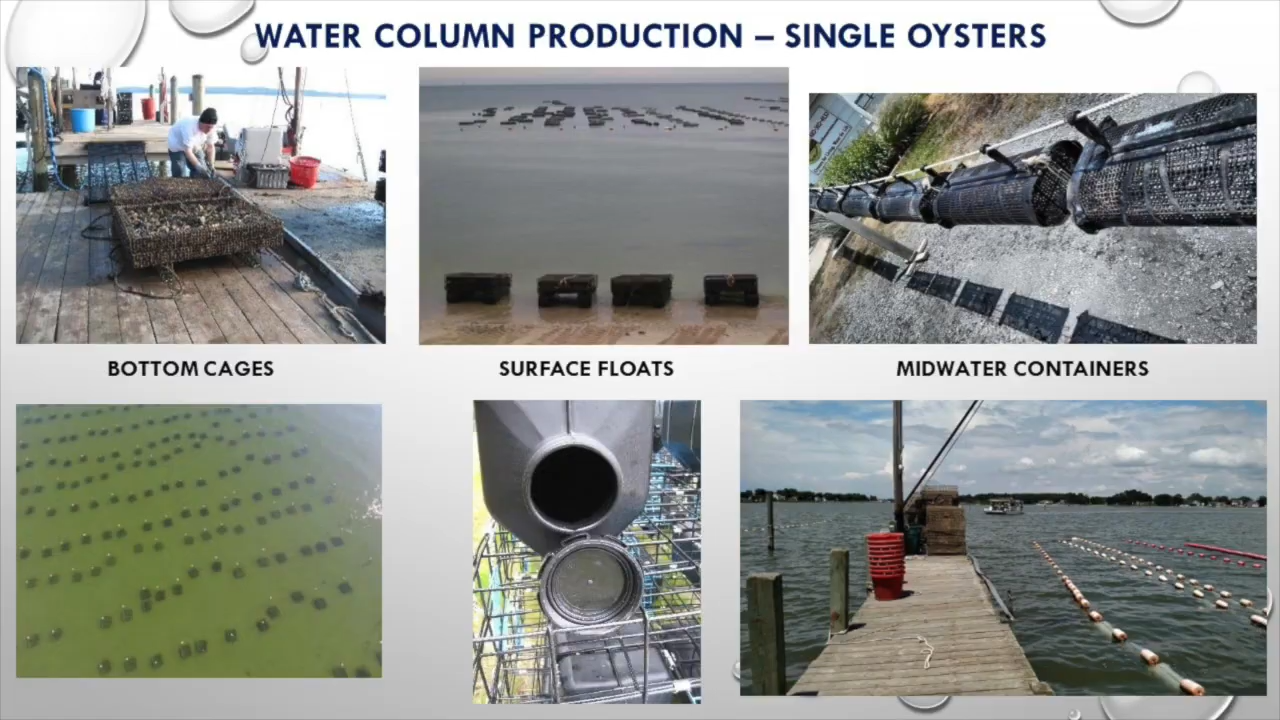 WATER COLUMN PRODUCTION – SINGLE OYSTERS
BOTTOM CAGES
SURFACE FLOATS
MIDWATER CONTAINERS